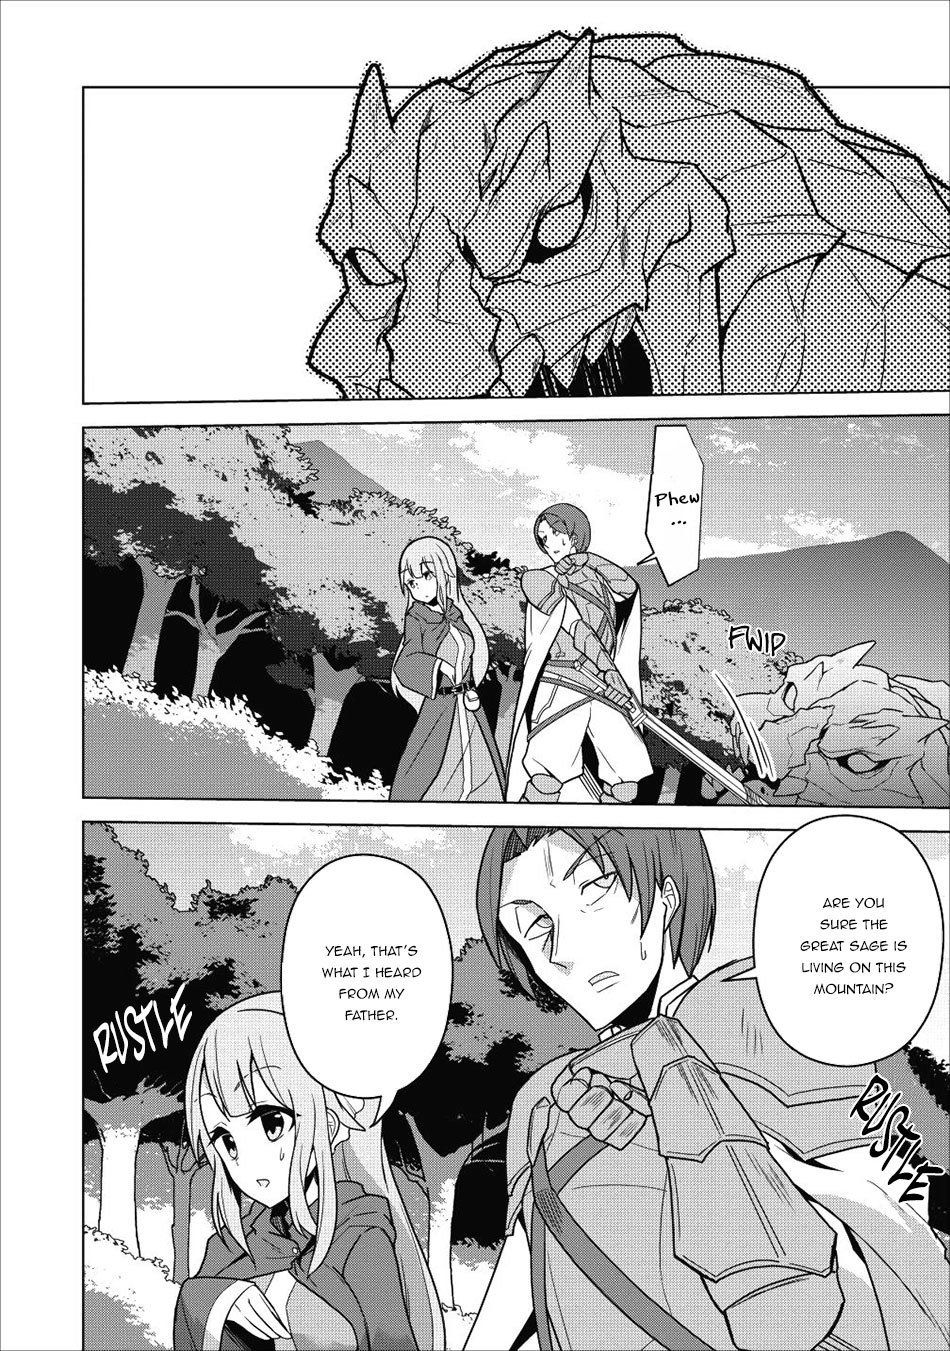 Phew
...
FWIP
ARE YOU
SURE THE
GREAT SAGE IS
LIVING ON THIS
MOUNTAIN?
RUSTLE
YEAH, THAT'S
WHAT I HEARD
FROM MY
FATHER.
RUSTLE